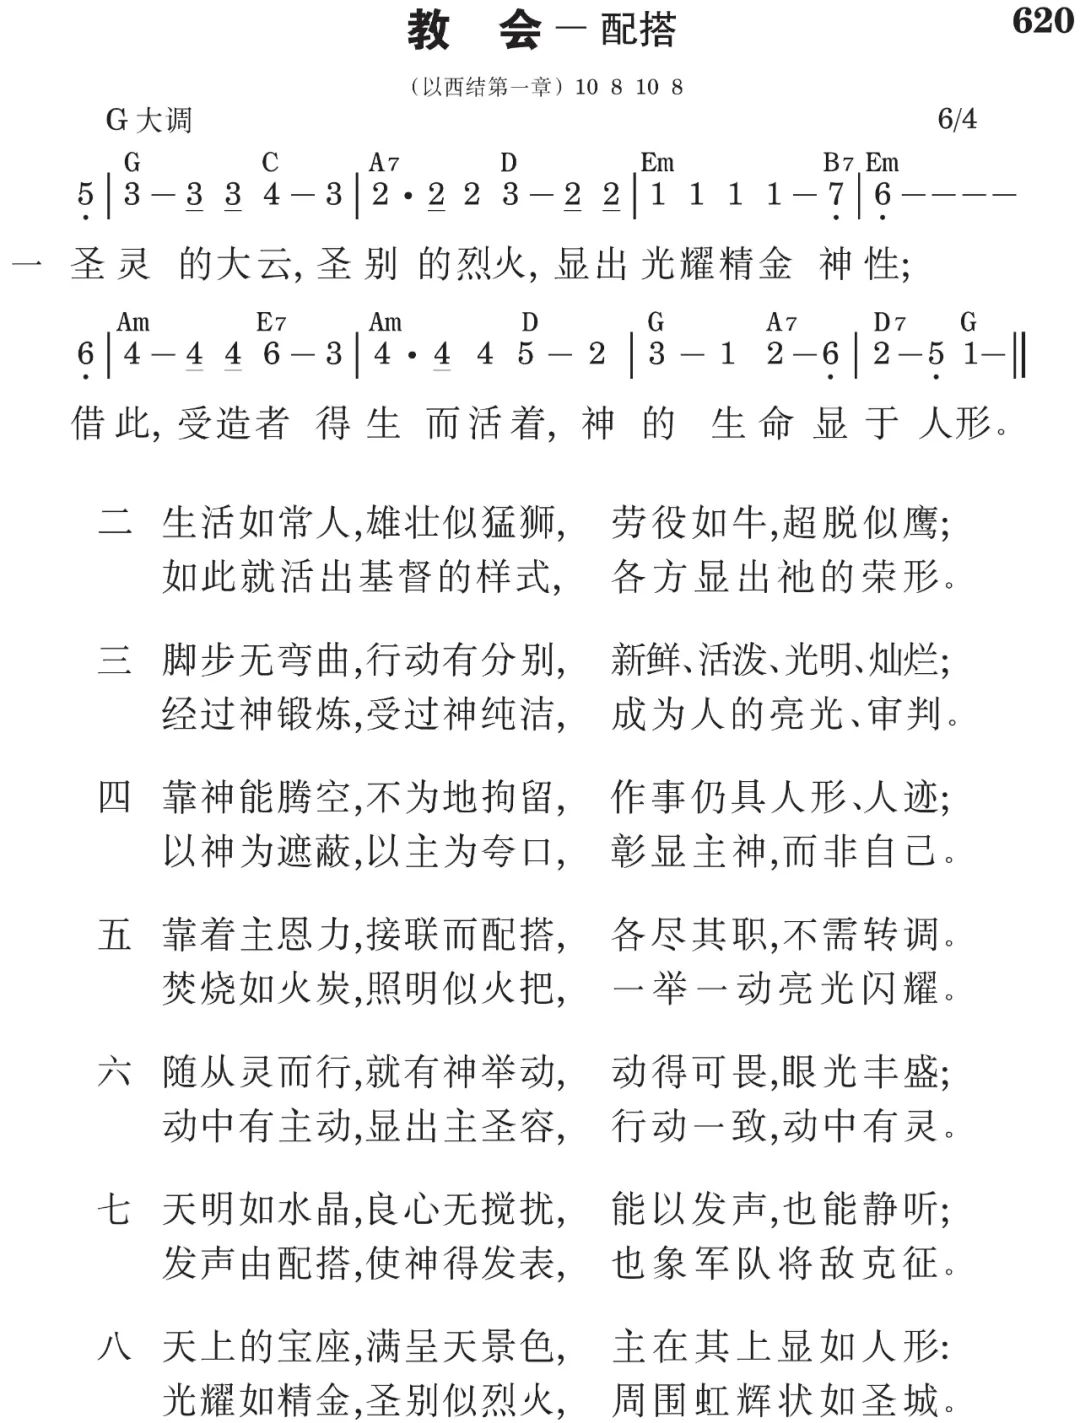 教 会 — 配搭 620
（以西结第一章）10 8 10 8
G 大调 6/4
G C A7 D Em B7 Em
5 | 3 — 3 3 4 — 3 | 2 · 2 2 3 — 2 2 | 1 1 1 1 — 7 | 6 — — — —
一 圣灵的大云, 圣别的烈火, 显出光耀精金神性;
Am E7 Am D G A7 D7 G
6 | 4 — 4 4 6 — 3 | 4 · 4 4 5 — 2 | 3 — 1 2 — 6 | 2 — 5 1 — ‖
借此, 受造者得生而活着, 神的生命显于人形。
二 生活如常人,雄壮似猛狮, 劳役如牛,超脱似鹰;
如此就活出基督的样式, 各方显出祂的荣形。
三 脚步无弯曲,行动有分别, 新鲜、活泼、光明、灿烂;
经过神锻炼,受过神纯洁, 成为人的亮光、审判。
四 靠神能腾空,不为地拘留, 作事仍具人形、人迹;
以神为遮蔽,以主为夸口, 彰显主神,而非自己。
五 靠着主恩力,接联而配搭, 各尽其职,不需转调。
焚烧如火炭,照明似火把, 一举一动亮光闪耀。
六 随从灵而行,就有神举动, 动得可畏,眼光丰盛;
动中有主动,显出主圣容, 行动一致,动中有灵。
七 天明如水晶,良心无搅扰, 能以发声,也能静听;
发声由配搭,使神得发表, 也象军队将敌克征。
八 天上的宝座,满呈天景色, 主在其上显如人形:
光耀如精金,圣别似烈火, 周围虹辉状如圣城。